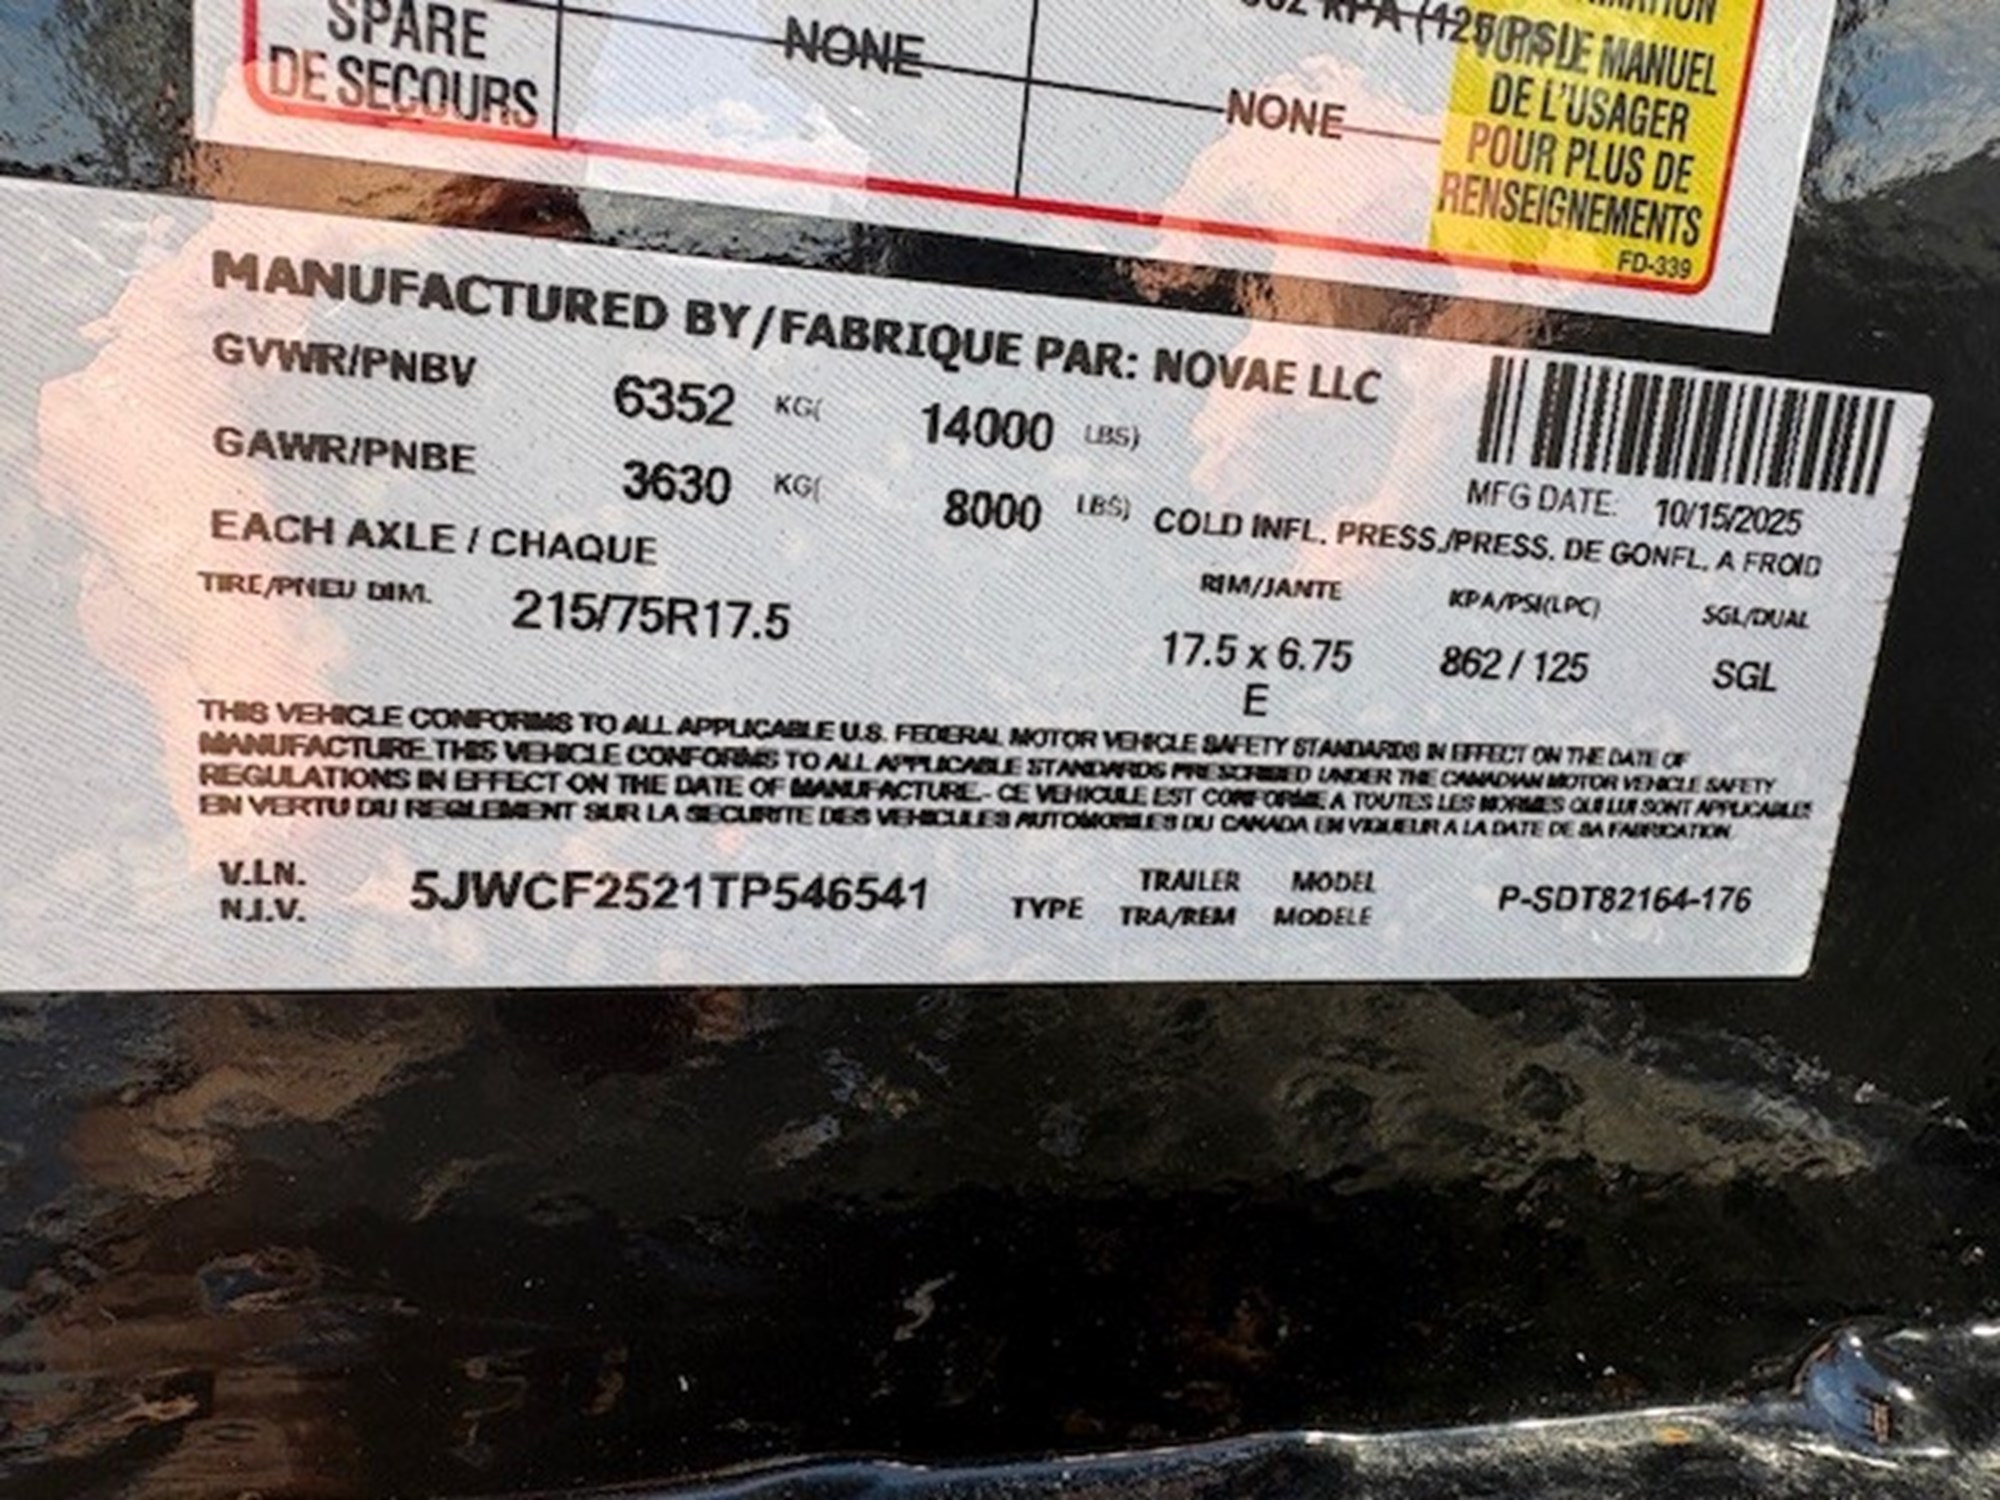 SPARE
DE SECOURS
NONE
KPA (125 PSI)
NONE
VOIR LE MANUEL
DE L'USAGER
POUR PLUS DE
RENSEIGNEMENTS
FD-339
MANUFACTURED BY/FABRIQUE PAR: NOVAE LLC
GVWR/PNBV 6352 KG( 14000 LBS)
GAWR/PNBE 3630 KG( 8000 LBS)
MFG DATE: 10/15/2025
EACH AXLE / CHAQUE
COLD INFL. PRESS./PRESS. DE GONFL. A FROID
TIRE/PNEU DIM. 215/75R17.5
RIM/JANTE KPA/PSI(LPC) SGL/DUAL
17.5 x 6.75 862 / 125 SGL
E
THIS VEHICLE CONFORMS TO ALL APPLICABLE U.S. FEDERAL MOTOR VEHICLE SAFETY STANDARDS IN EFFECT ON THE DATE OF
MANUFACTURE.THIS VEHICLE CONFORMS TO ALL APPLICABLE STANDARDS PRESCRIBED UNDER THE CANADIAN MOTOR VEHICLE SAFETY
REGULATIONS IN EFFECT ON THE DATE OF MANUFACTURE.- CE VEHICULE EST CONFORME A TOUTES LES NORMES QUI LUI SONT APPLICABLES
EN VERTU DU REGLEMENT SUR LA SECURITE DES VEHICULES AUTOMOBILES DU CANADA EN VIGUEUR A LA DATE DE SA FABRICATION.
V.I.N.
N.I.V.
5JWCF2521TP546541
TYPE
TRAILER MODEL
TRA/REM MODELE
P-SDT82164-176